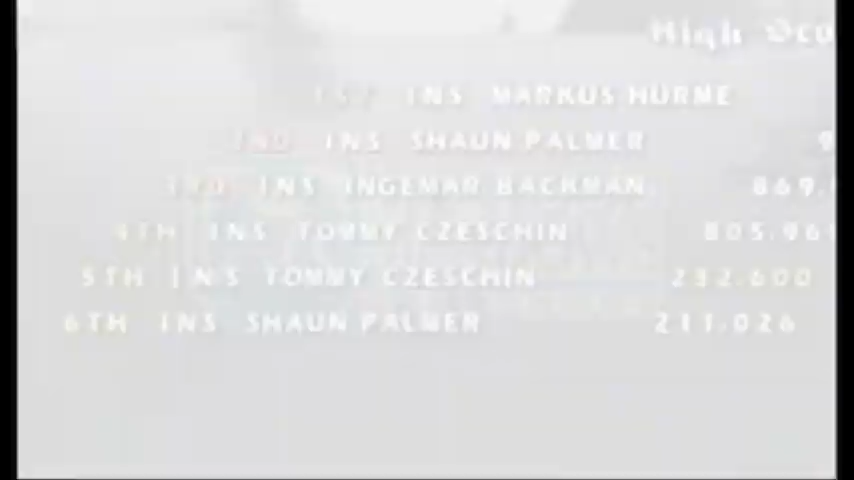 High Sco
1ST INS MARKUS HURME
2ND INS SHAUN PALMER 9
3RD INS INGEMAR BACKMAN 869.
4TH INS TOMMY CZESCHIN 805.96
5TH INS TOMMY CZESCHIN 232.600
6TH INS SHAUN PALMER 211.026